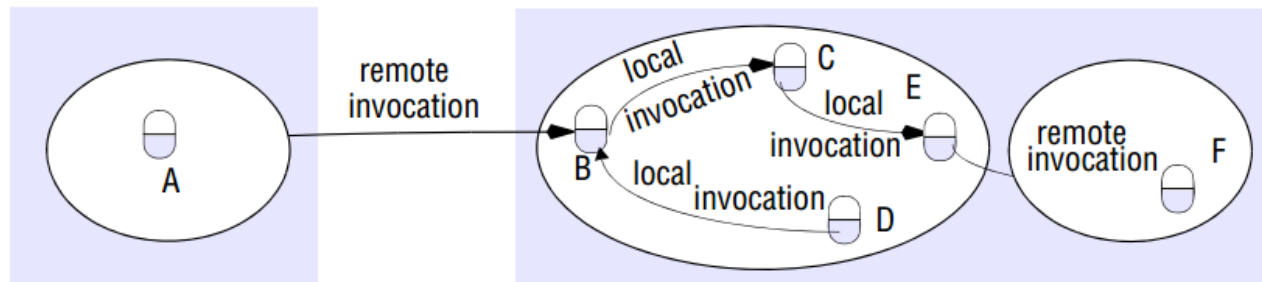 remote
invocation
A
local
invocation
C
B
local
invocation
E
local
invocation
D
remote
invocation
F